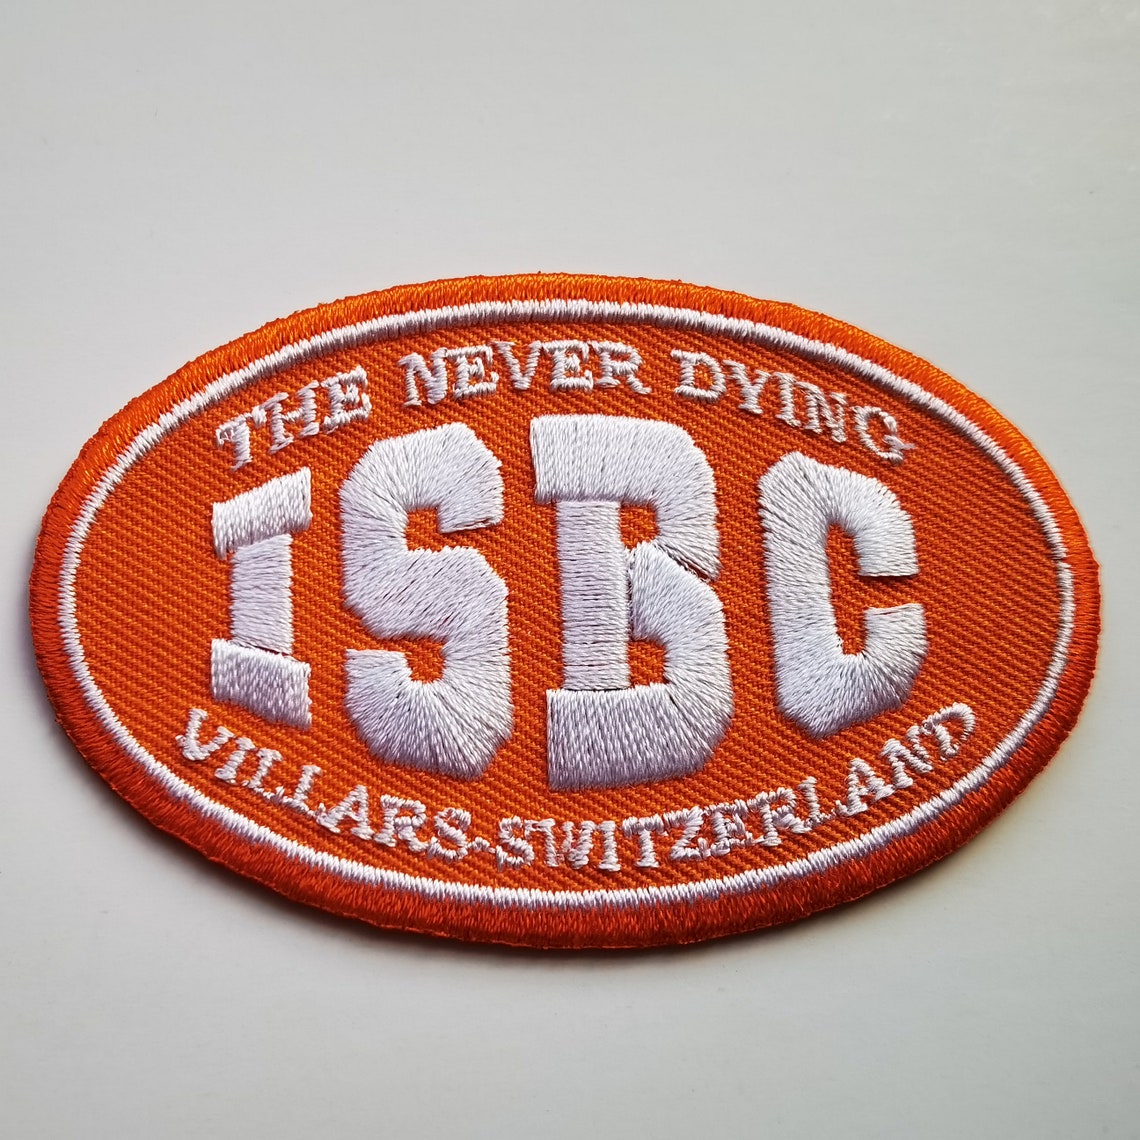 THE NEVER DYING
ISBC
VILLARS-SWITZERLAND